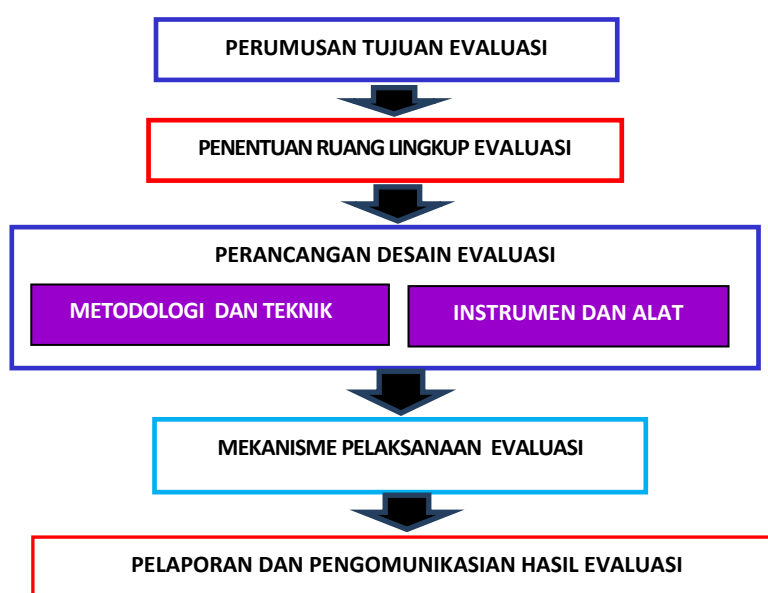 PERUMUSAN TUJUAN EVALUASI
PENENTUAN RUANG LINGKUP EVALUASI
PERANCANGAN DESAIN EVALUASI
METODOLOGI DAN TEKNIK
INSTRUMEN DAN ALAT
MEKANISME PELAKSANAAN EVALUASI
PELAPORAN DAN PENGOMUNIKASIAN HASIL EVALUASI